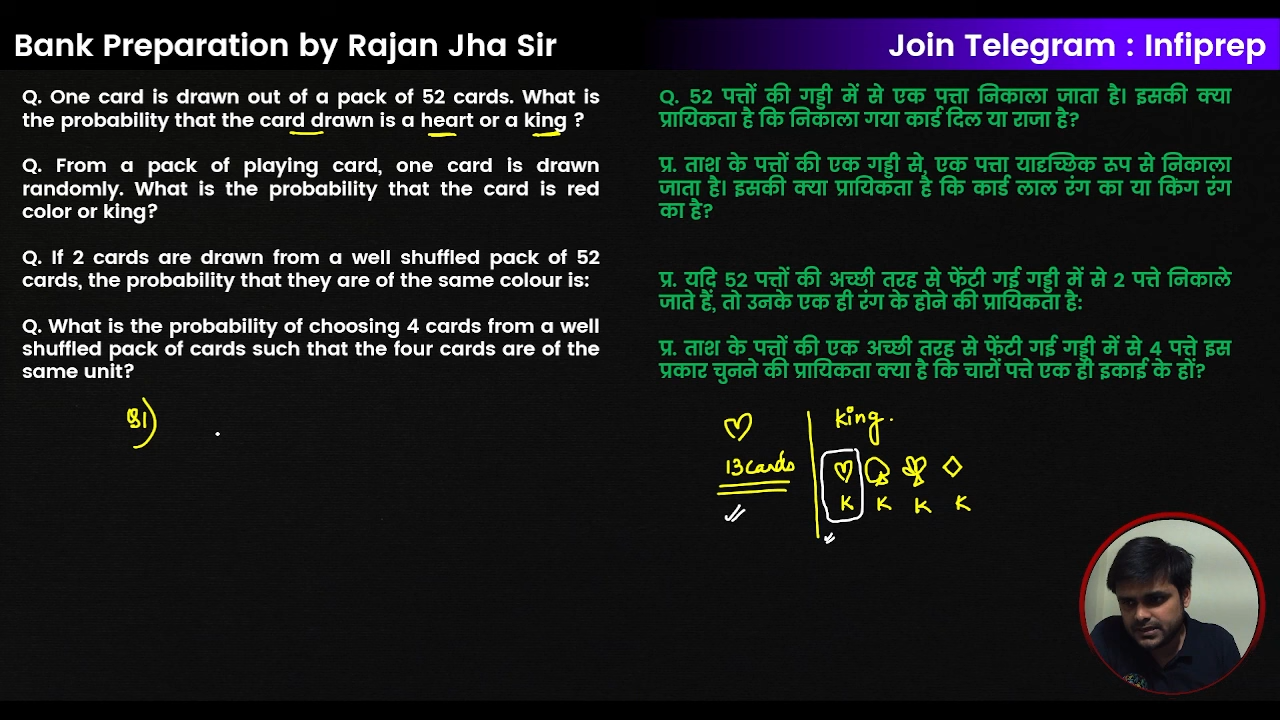 Bank Preparation by Rajan Jha Sir
Join Telegram : Infiprep
Q. One card is drawn out of a pack of 52 cards. What is
the probability that the card drawn is a heart or a king ?
Q. From a pack of playing card, one card is drawn
randomly. What is the probability that the card is red
color or king?
Q. If 2 cards are drawn from a well shuffled pack of 52
cards, the probability that they are of the same colour is:
Q. What is the probability of choosing 4 cards from a well
shuffled pack of cards such that the four cards are of the
same unit?
Q. 52 पत्तों की गड्डी में से एक पत्ता निकाला जाता है। इसकी क्या
प्रायिकता है कि निकाला गया कार्ड दिल या राजा है?
प्र. ताश के पत्तों की एक गड्डी से, एक पत्ता यादृच्छिक रूप से निकाला
जाता है। इसकी क्या प्रायिकता है कि कार्ड लाल रंग का या किंग रंग
का है?
प्र. यदि 52 पत्तों की अच्छी तरह से फेंटी गई गड्डी में से 2 पत्ते निकाले
जाते हैं, तो उनके एक ही रंग के होने की प्रायिकता है:
प्र. ताश के पत्तों की एक अच्छी तरह से फेंटी गई गड्डी में से 4 पत्ते इस
प्रकार चुनने की प्रायिकता क्या है कि चारों पत्ते एक ही इकाई के हों?
Q1)
♡ king.
13 cards ♡ ♤ ♧ ◇
K K K K